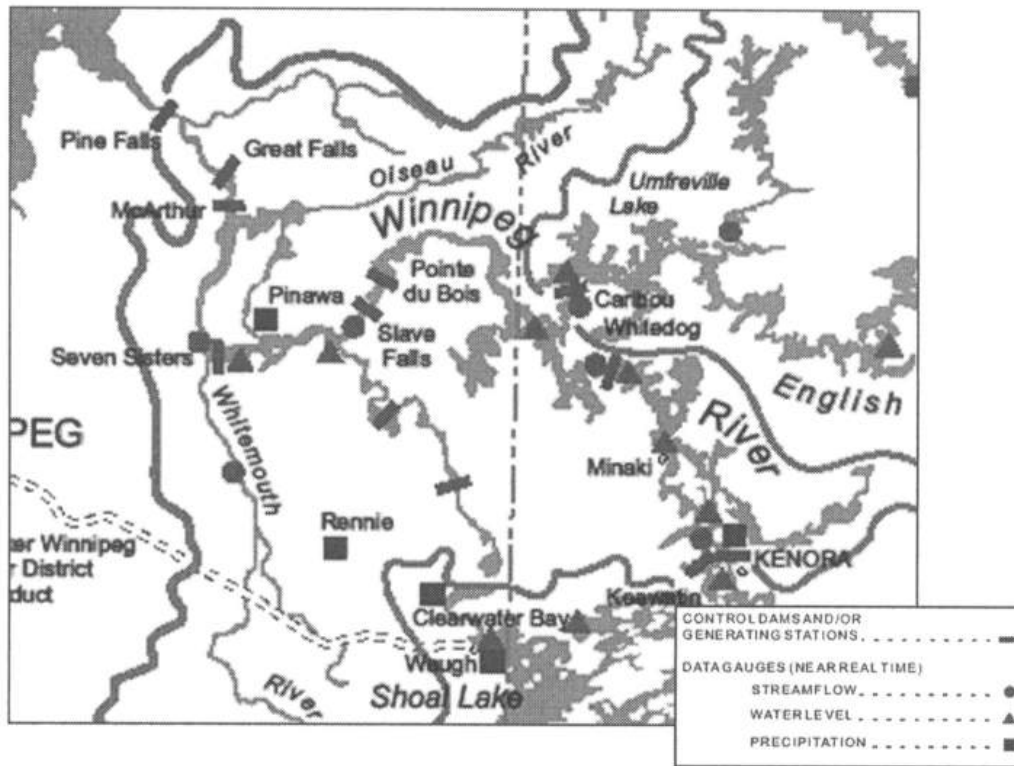 Pine Falls
Great Falls
McArthur
Oiseau
River
Winnipeg
Umfreville
Lake
Pointe
du Bois
Pinawa
Slave
Falls
Caribou
Whitedog
Seven Sisters
English
River
PEG
Whitemouth
Minaki
Rennie
ter Winnipeg
r District
duct
KENORA
Keewatin
Clearwater Bay
Waugh
Shoal Lake
River
CONTROL DAMS AND/OR
GENERATING STATIONS
DATA GAUGES (NEAR REAL TIME)
STREAMFLOW
WATER LEVEL
PRECIPITATION